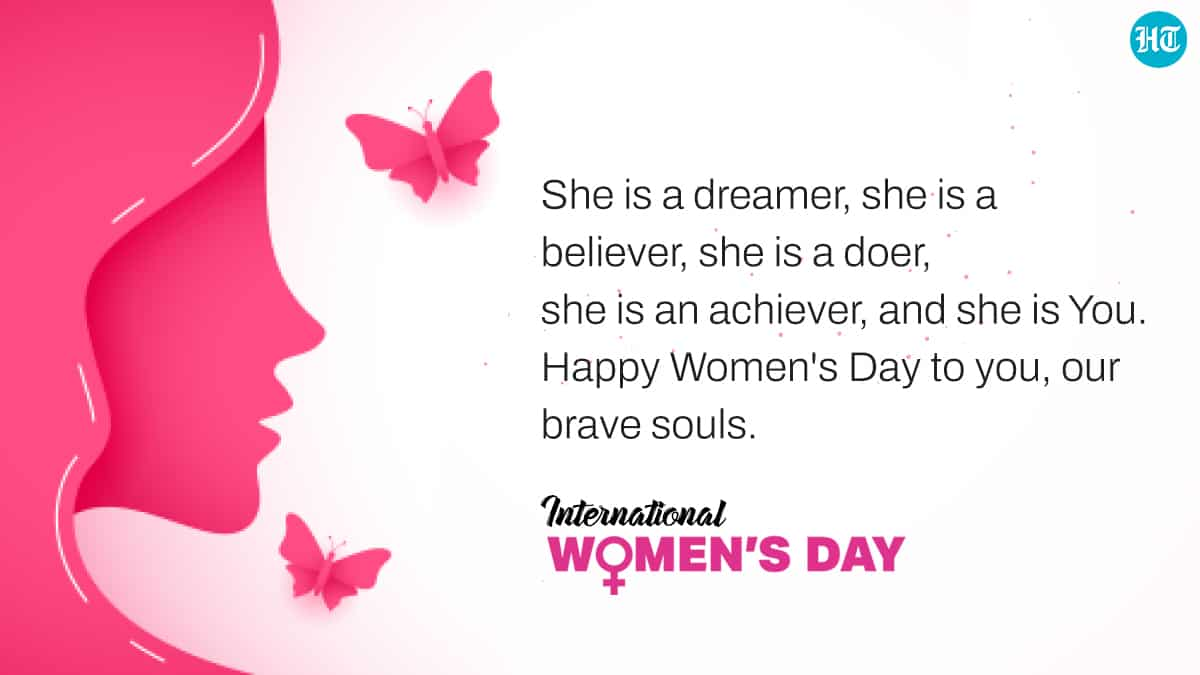 HT
She is a dreamer, she is a
believer, she is a doer,
she is an achiever, and she is You.
Happy Women's Day to you, our
brave souls.
International
WOMEN'S DAY